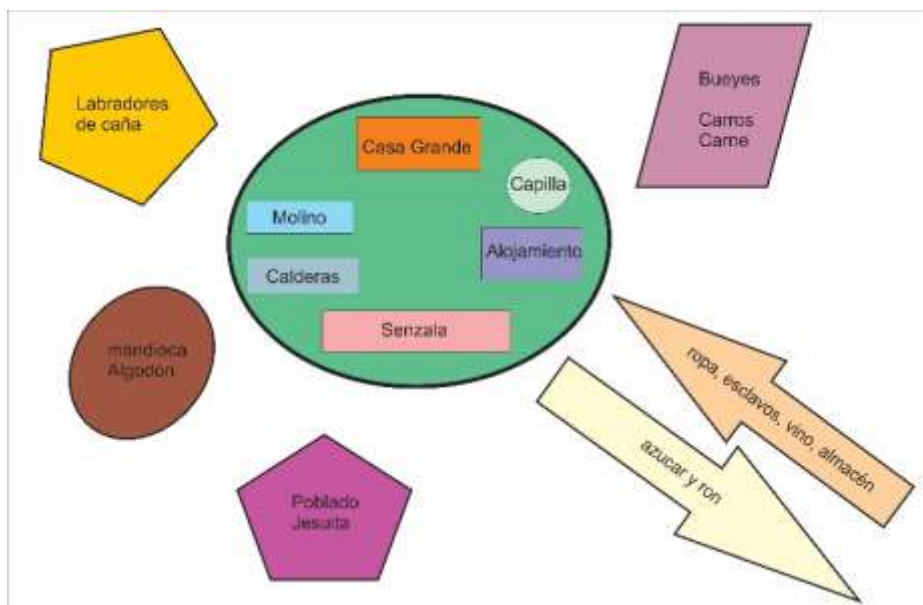 Labradores
de caña
Bueyes
Carros
Carne
Casa Grande
Capilla
Molino
Alojamiento
Calderas
Senzala
mandioca
Algodón
ropa, esclavos, vino, almacén
azucar y ron
Poblado
Jesuita